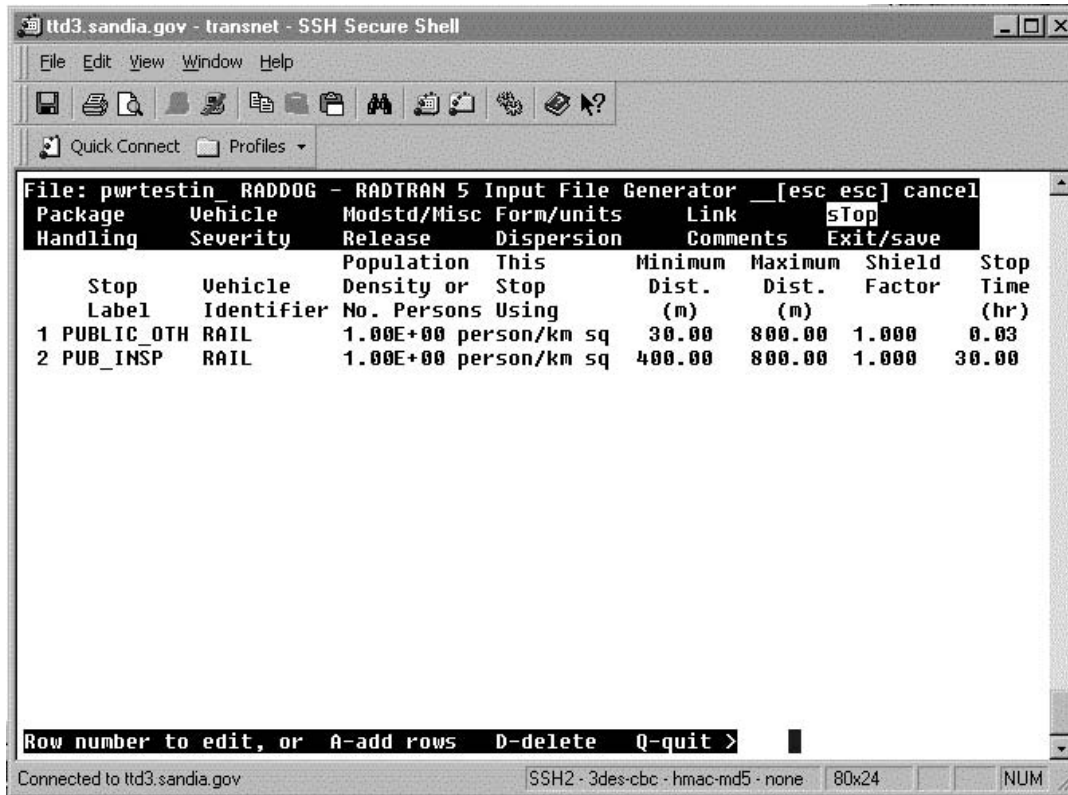 ttd3.sandia.gov - transnet - SSH Secure Shell
File Edit View Window Help
Quick Connect Profiles
File: pwrtestin_ RADDOG - RADTRAN 5 Input File Generator __[esc esc] cancel
Package Vehicle Modstd/Misc Form/units Link sTop
Handling Severity Release Dispersion Comments Exit/save
Population This Minimum Maximum Shield Stop
Stop Vehicle Density or Stop Dist. Dist. Factor Time
Label Identifier No. Persons Using (m) (m) (hr)
1 PUBLIC_OTH RAIL 1.00E+00 person/km sq 30.00 800.00 1.000 0.03
2 PUB_INSP RAIL 1.00E+00 person/km sq 400.00 800.00 1.000 30.00
Row number to edit, or A-add rows D-delete Q-quit >
Connected to ttd3.sandia.gov SSH2 - 3des-cbc - hmac-md5 - none 80x24 NUM